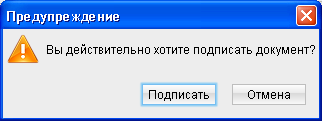 Предупреждение
Вы действительно хотите подписать документ?
Подписать
Отмена